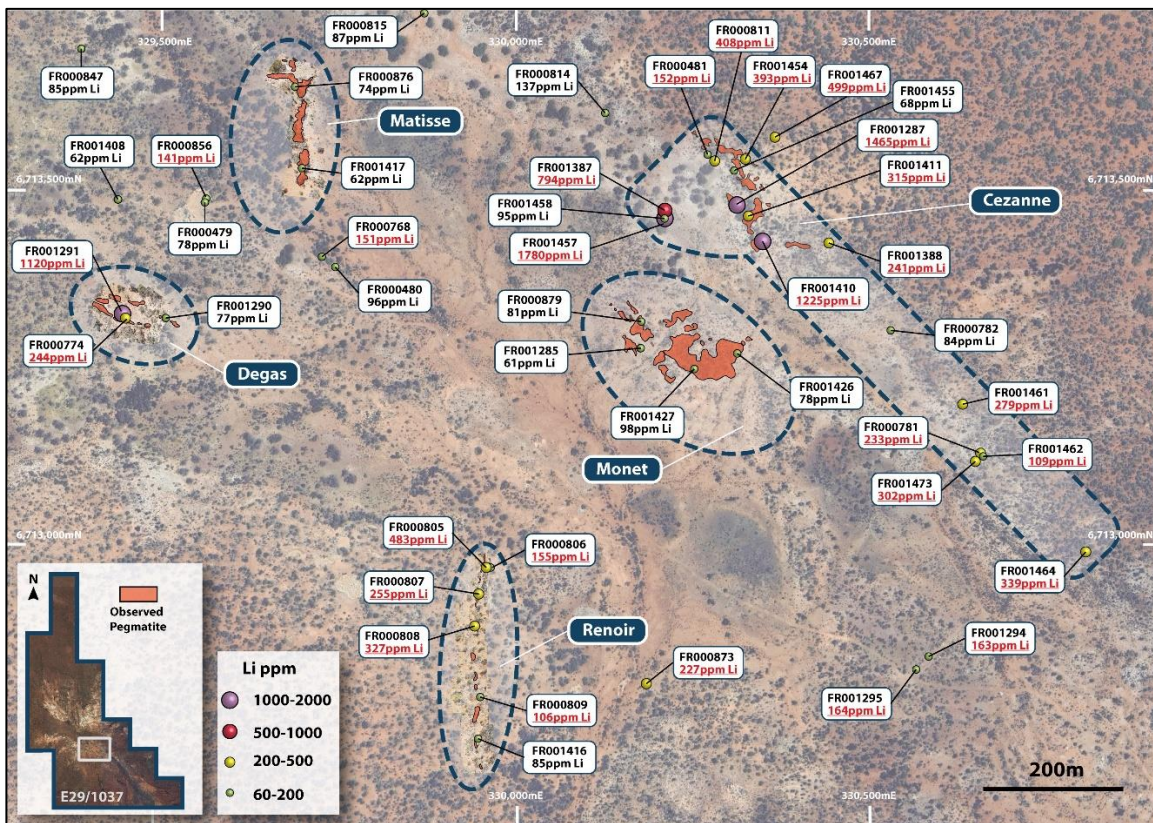 329,500mE
330,000mE
330,500mE
FR000815
87ppm Li
FR000847
85ppm Li
FR000876
74ppm Li
Matisse
FR000814
137ppm Li
FR000811
408ppm Li
FR000481
152ppm Li
FR001454
393ppm Li
FR001467
499ppm Li
FR001455
68ppm Li
FR001287
1465ppm Li
FR001411
315ppm Li
FR001408
62ppm Li
FR000856
141ppm Li
FR001417
62ppm Li
6,713,500mN
6,713,500mN
FR001387
794ppm Li
FR001458
95ppm Li
FR001457
1780ppm Li
Cezanne
FR000479
78ppm Li
FR000768
151ppm Li
FR000480
96ppm Li
FR001388
241ppm Li
FR001410
1225ppm Li
FR001291
1120ppm Li
FR001290
77ppm Li
FR000774
244ppm Li
Degas
FR000879
81ppm Li
FR001285
61ppm Li
FR000782
84ppm Li
FR001426
78ppm Li
FR001427
98ppm Li
Monet
FR001461
279ppm Li
FR000781
233ppm Li
FR001462
109ppm Li
FR001473
302ppm Li
6,713,000mN
6,713,000mN
FR000805
483ppm Li
FR000806
155ppm Li
FR000807
255ppm Li
FR000808
327ppm Li
Renoir
FR001464
339ppm Li
FR000873
227ppm Li
FR001294
163ppm Li
FR001295
164ppm Li
FR000809
106ppm Li
FR001416
85ppm Li
N
Observed
Pegmatite
Li ppm
1000-2000
500-1000
200-500
60-200
E29/1037
200m
329,500mE
330,000mE
330,500mE